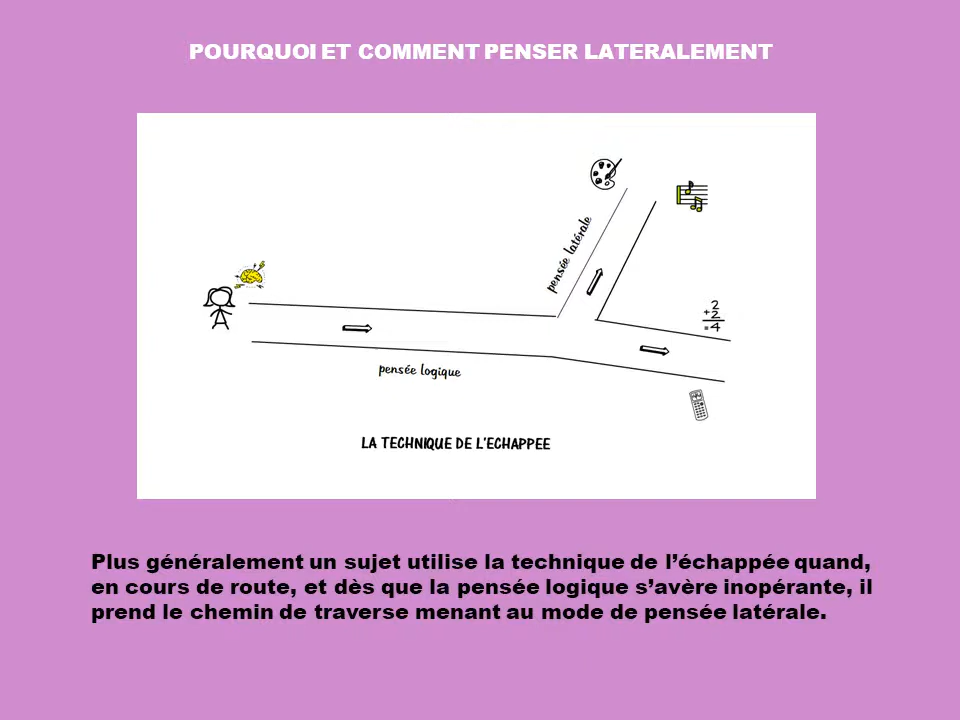 POURQUOI ET COMMENT PENSER LATERALEMENT
pensée latérale
2
+2
=4
pensée logique
LA TECHNIQUE DE L'ECHAPPEE
Plus généralement un sujet utilise la technique de l’échappée quand,
en cours de route, et dès que la pensée logique s’avère inopérante, il
prend le chemin de traverse menant au mode de pensée latérale.